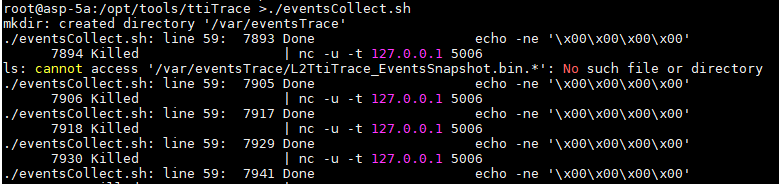 root@asp-5a:/opt/tools/ttiTrace >./eventsCollect.sh
mkdir: created directory '/var/eventsTrace'
./eventsCollect.sh: line 59:  7893 Done                    echo -ne '\x00\x00\x00\x00'
      7894 Killed                  | nc -u -t 127.0.0.1 5006
ls: cannot access '/var/eventsTrace/L2TtiTrace_EventsSnapshot.bin.*': No such file or directory
./eventsCollect.sh: line 59:  7905 Done                    echo -ne '\x00\x00\x00\x00'
      7906 Killed                  | nc -u -t 127.0.0.1 5006
./eventsCollect.sh: line 59:  7917 Done                    echo -ne '\x00\x00\x00\x00'
      7918 Killed                  | nc -u -t 127.0.0.1 5006
./eventsCollect.sh: line 59:  7929 Done                    echo -ne '\x00\x00\x00\x00'
      7930 Killed                  | nc -u -t 127.0.0.1 5006
./eventsCollect.sh: line 59:  7941 Done                    echo -ne '\x00\x00\x00\x00'